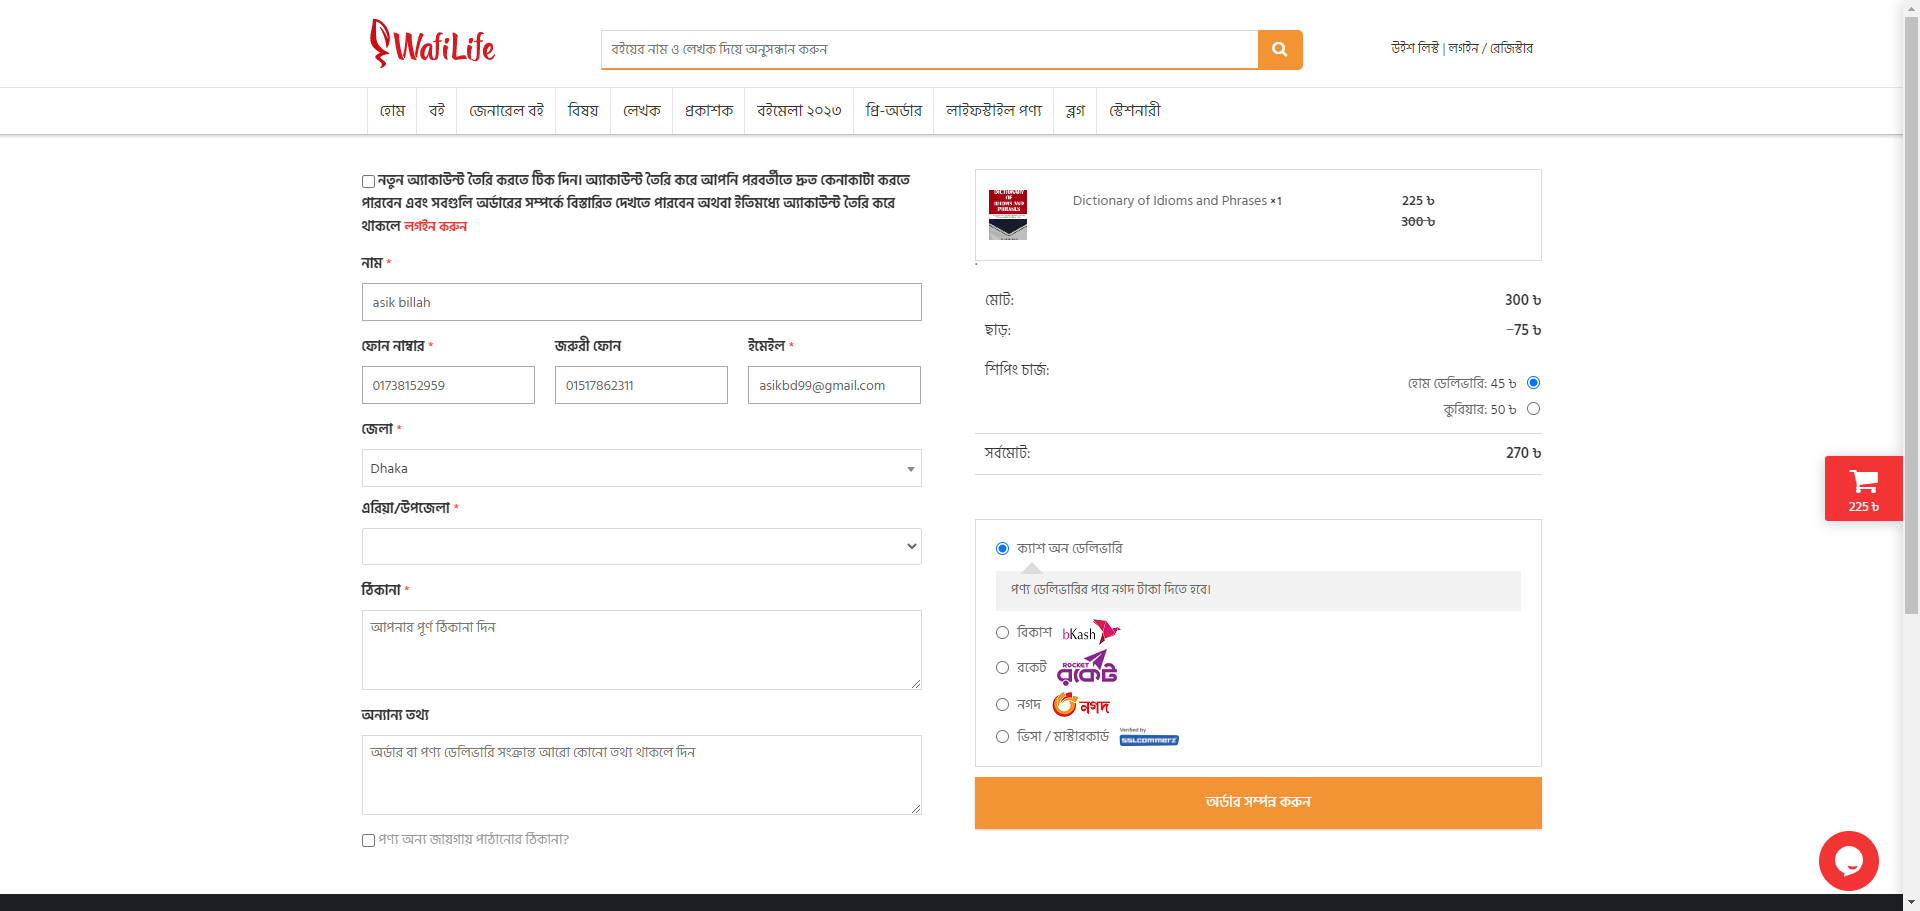 WafiLife
বইয়ের নাম ও লেখক দিয়ে অনুসন্ধান করুন
উইশ লিস্ট | লগইন / রেজিস্টার
হোম
বই
জেনারেল বই
বিষয়
লেখক
প্রকাশক
বইমেলা ২০২৩
প্রি-অর্ডার
লাইফস্টাইল পণ্য
ব্লগ
স্টেশনারী
নতুন অ্যাকাউন্ট তৈরি করতে টিক দিন। অ্যাকাউন্ট তৈরি করে আপনি পরবর্তীতে দ্রুত কেনাকাটা করতে
পারবেন এবং সবগুলি অর্ডারের সম্পর্কে বিস্তারিত দেখতে পারবেন অথবা ইতিমধ্যে অ্যাকাউন্ট তৈরি করে
থাকলে লগইন করুন
নাম *
asik billah
ফোন নাম্বার *
জরুরী ফোন
ইমেইল *
01738152959
01517862311
asikbd99@gmail.com
জেলা *
Dhaka
এরিয়া/উপজেলা *
ঠিকানা *
আপনার পূর্ণ ঠিকানা দিন
অন্যান্য তথ্য
অর্ডার বা পণ্য ডেলিভারি সংক্রান্ত আরো কোনো তথ্য থাকলে দিন
পণ্য অন্য জায়গায় পাঠানোর ঠিকানা?
DICTIONARY
OF
IDIOMS AND
PHRASES
Dictionary of Idioms and Phrases ×1
225 ৳
300 ৳
মোট: 300 ৳
ছাড়: -75 ৳
শিপিং চার্জ:
হোম ডেলিভারি: 45 ৳
কুরিয়ার: 50 ৳
সর্বমোট: 270 ৳
225 ৳
ক্যাশ অন ডেলিভারি
পণ্য ডেলিভারির পরে নগদ টাকা দিতে হবে।
বিকাশ bKash
রকেট ROCKET রকেট
নগদ নগদ
ভিসা / মাস্টারকার্ড Verified by SSLCOMMERZ
অর্ডার সম্পন্ন করুন